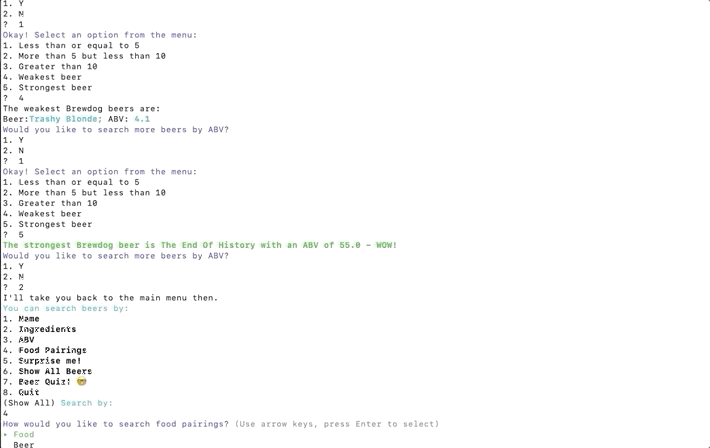 1. Y
2. N
? 1
Okay! Select an option from the menu:
1. Less than or equal to 5
2. More than 5 but less than 10
3. Greater than 10
4. Weakest beer
5. Strongest beer
? 4
The weakest Brewdog beers are:
Beer:Trashy Blonde; ABV: 4.1
Would you like to search more beers by ABV?
1. Y
2. N
? 1
Okay! Select an option from the menu:
1. Less than or equal to 5
2. More than 5 but less than 10
3. Greater than 10
4. Weakest beer
5. Strongest beer
? 5
The strongest Brewdog beer is The End Of History with an ABV of 55.0 - WOW!
Would you like to search more beers by ABV?
1. Y
2. N
? 2
I'll take you back to the main menu then.
You can search beers by:
1. Name
2. Ingredients
3. ABV
4. Food Pairings
5. Surprise me!
6. Show All Beers
7. Beer Quiz! 🤓
8. Quit
(Show All) Search by:
4
How would you like to search food pairings? (Use arrow keys, press Enter to select)
‣ Food
Beer